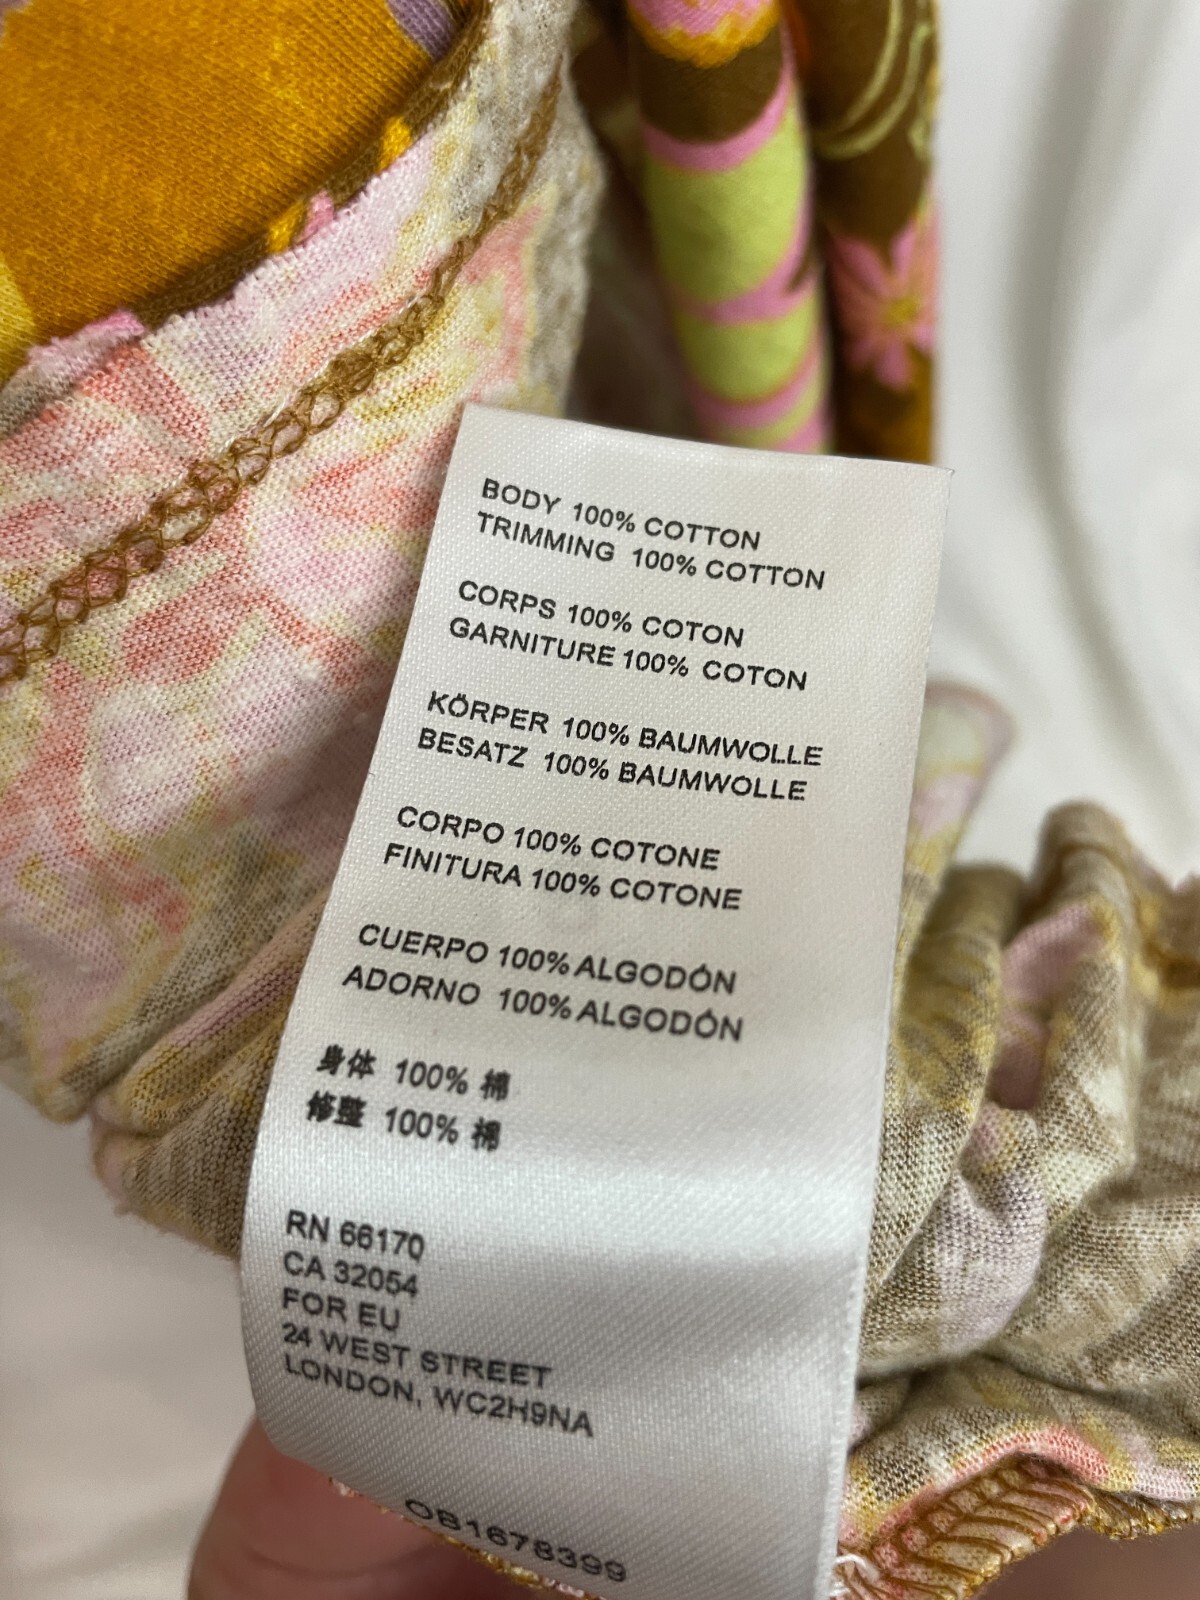 BODY 100% COTTON
TRIMMING 100% COTTON
CORPS 100% COTON
GARNITURE 100% COTON
KÖRPER 100% BAUMWOLLE
BESATZ 100% BAUMWOLLE
CORPO 100% COTONE
FINITURA 100% COTONE
CUERPO 100% ALGODÓN
ADORNO 100% ALGODÓN
身体 100% 棉
修整 100% 棉
RN 66170
CA 32054
FOR EU
24 WEST STREET
LONDON, WC2H9NA
OB1678399